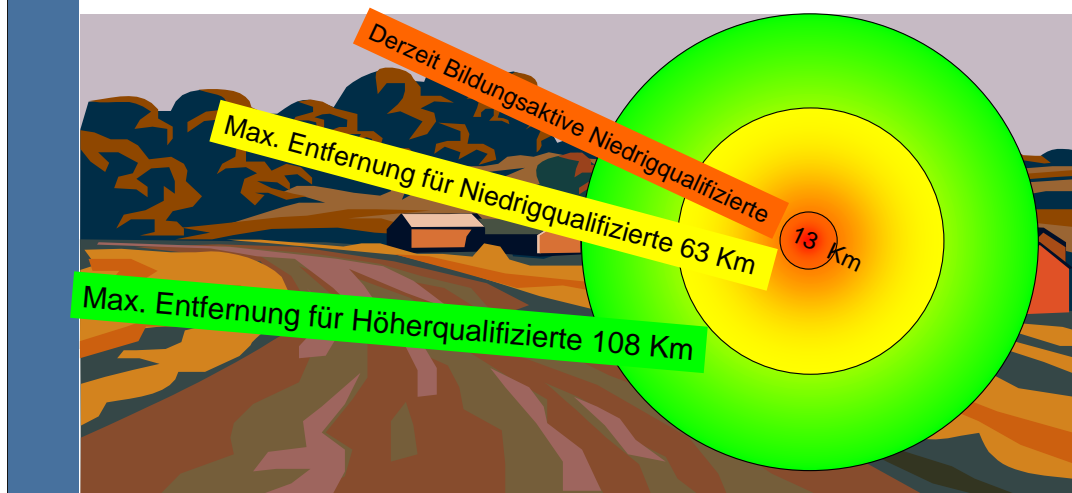 Derzeit Bildungsaktive Niedrigqualifizierte
Max. Entfernung für Niedrigqualifizierte 63 Km
13 Km
Max. Entfernung für Höherqualifizierte 108 Km